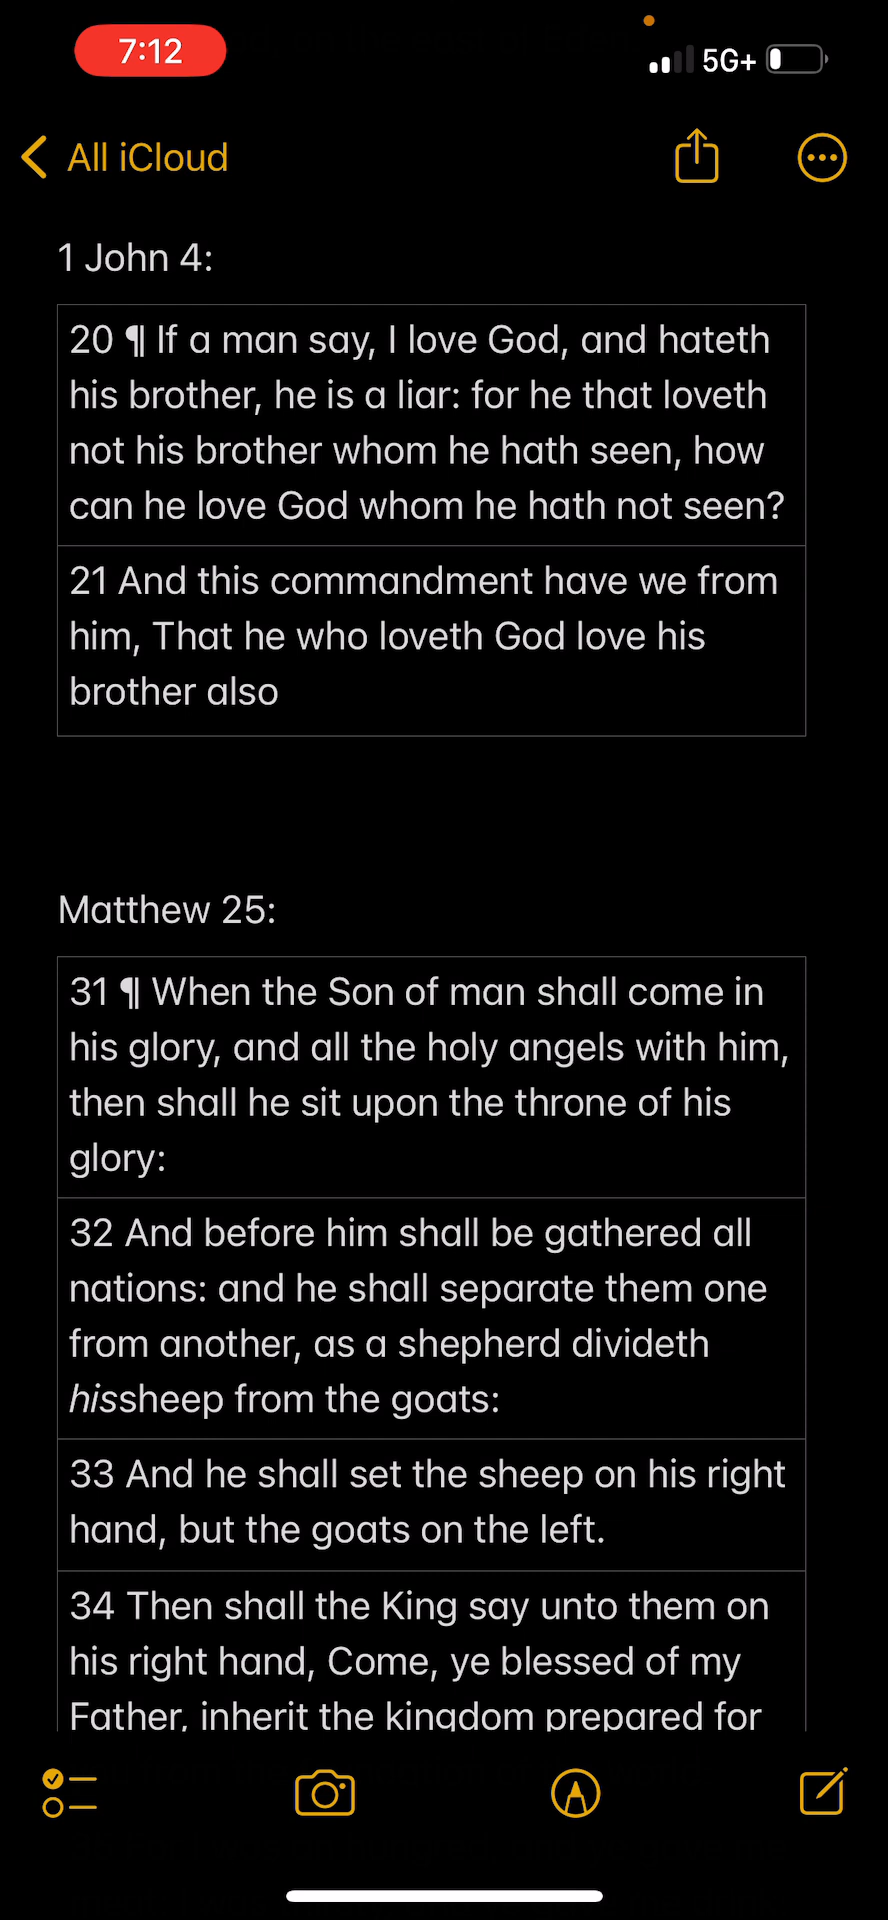 7:12
5G+
All iCloud
1 John 4:
20 ¶ If a man say, I love God, and hateth
his brother, he is a liar: for he that loveth
not his brother whom he hath seen, how
can he love God whom he hath not seen?
21 And this commandment have we from
him, That he who loveth God love his
brother also
Matthew 25:
31 ¶ When the Son of man shall come in
his glory, and all the holy angels with him,
then shall he sit upon the throne of his
glory:
32 And before him shall be gathered all
nations: and he shall separate them one
from another, as a shepherd divideth
hissheep from the goats:
33 And he shall set the sheep on his right
hand, but the goats on the left.
34 Then shall the King say unto them on
his right hand, Come, ye blessed of my
Father, inherit the kingdom prepared for